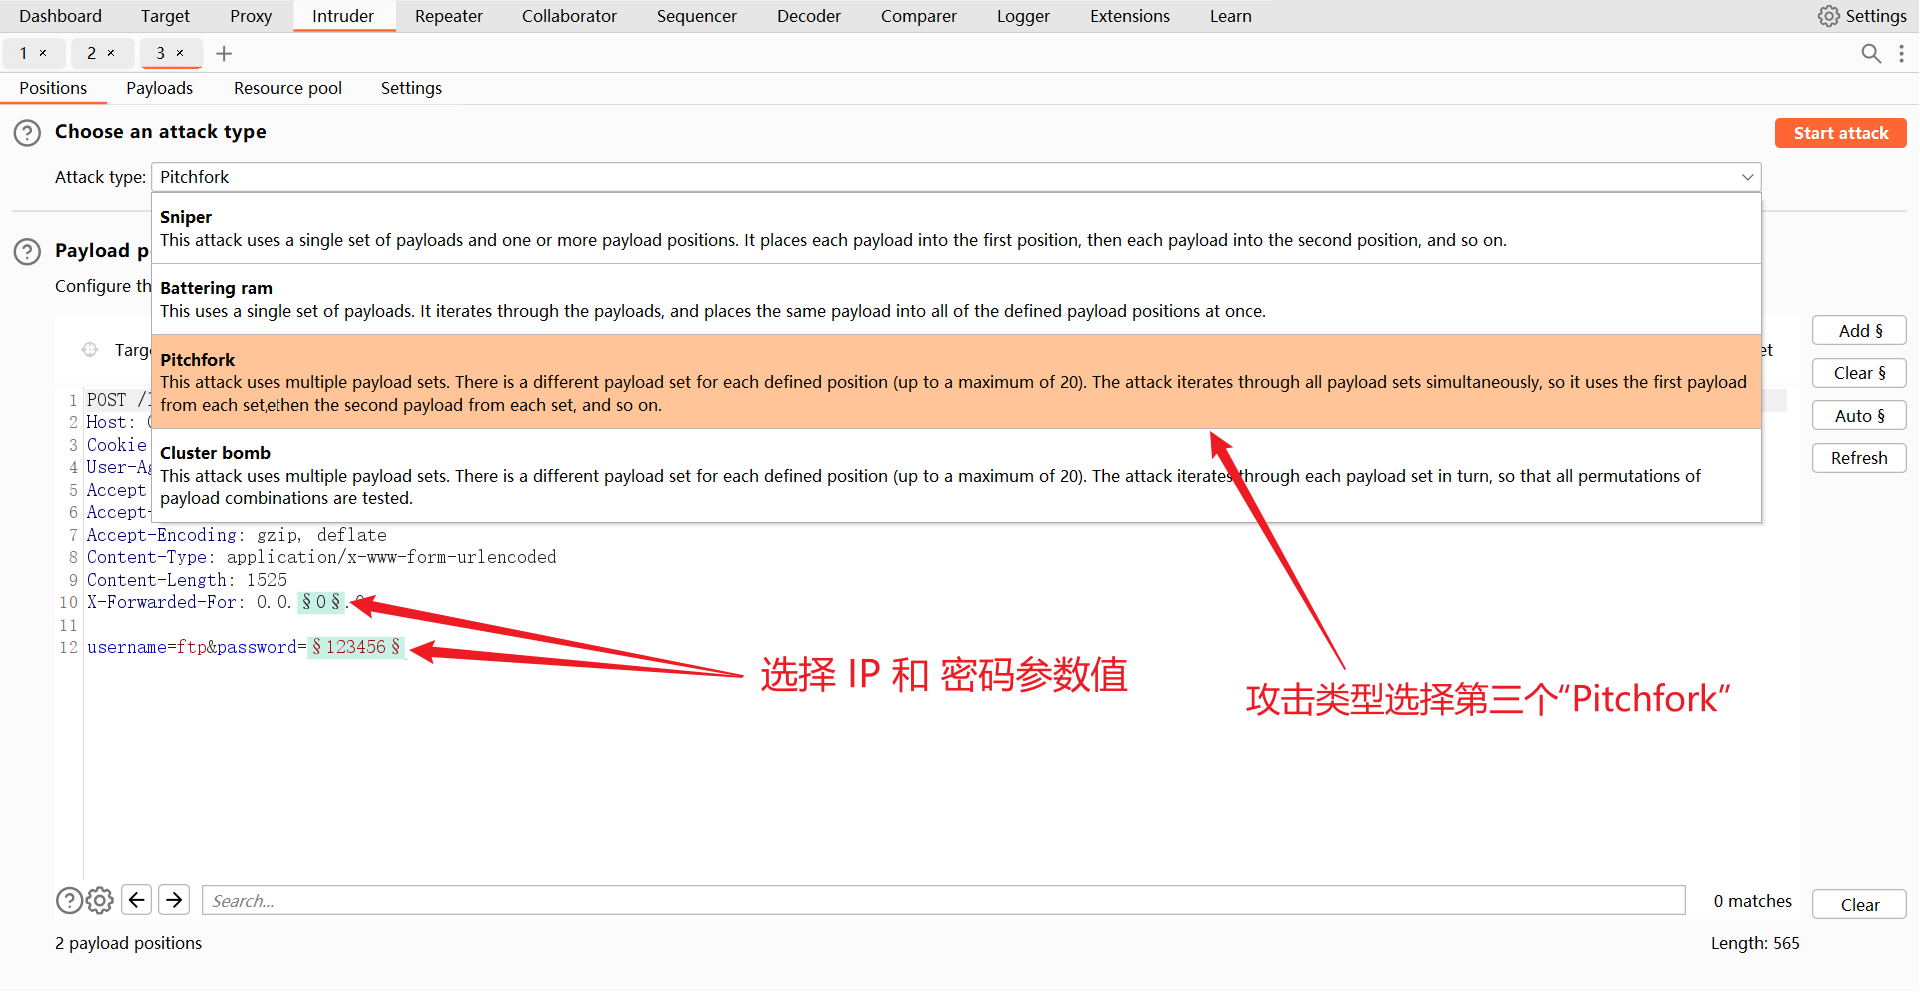 Dashboard Target Proxy Intruder Repeater Collaborator Sequencer Decoder Comparer Logger Extensions Learn Settings
1 × 2 × 3 × +
Positions Payloads Resource pool Settings
? Choose an attack type
Start attack
Attack type: Pitchfork
Sniper
This attack uses a single set of payloads and one or more payload positions. It places each payload into the first position, then each payload into the second position, and so on.
? Payload p
Configure th
Battering ram
This uses a single set of payloads. It iterates through the payloads, and places the same payload into all of the defined payload positions at once.
Add §
Targe
et
Pitchfork
This attack uses multiple payload sets. There is a different payload set for each defined position (up to a maximum of 20). The attack iterates through all payload sets simultaneously, so it uses the first payload
from each set, then the second payload from each set, and so on.
Clear §
Auto §
Refresh
Cluster bomb
This attack uses multiple payload sets. There is a different payload set for each defined position (up to a maximum of 20). The attack iterates through each payload set in turn, so that all permutations of
payload combinations are tested.
1 POST /
2 Host:
3 Cookie
4 User-Ag
5 Accept
6 Accept-
7 Accept-Encoding: gzip, deflate
8 Content-Type: application/x-www-form-urlencoded
9 Content-Length: 1525
10 X-Forwarded-For: 0.0.§0§.0
11
12 username=ftp&password=§123456§
选择 IP 和 密码参数值
攻击类型选择第三个“Pitchfork”
? Search... 0 matches Clear
2 payload positions Length: 565